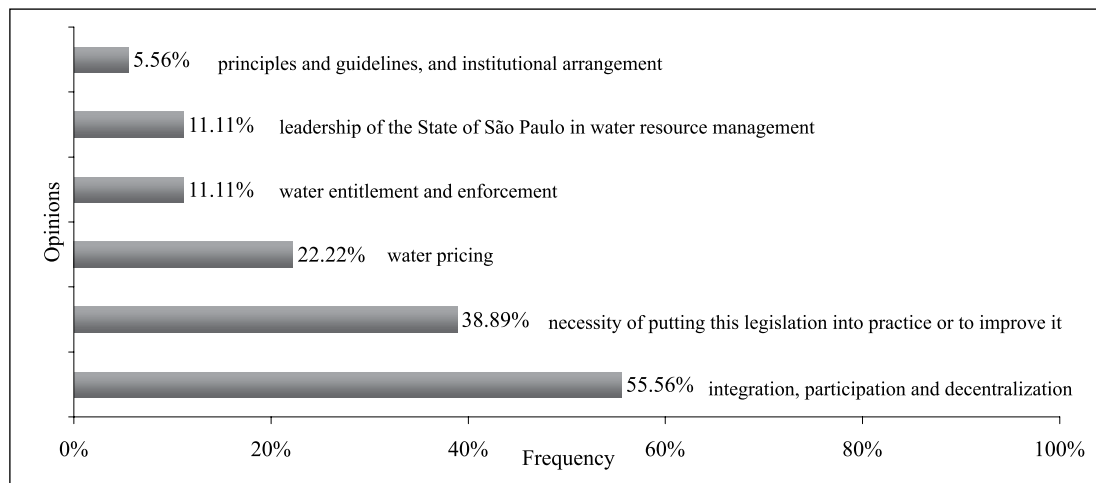 5.56% principles and guidelines, and institutional arrangement
11.11% leadership of the State of São Paulo in water resource management
11.11% water entitlement and enforcement
Opinions
22.22% water pricing
38.89% necessity of putting this legislation into practice or to improve it
55.56% integration, participation and decentralization
0% 20% 40% 60% 80% 100%
Frequency